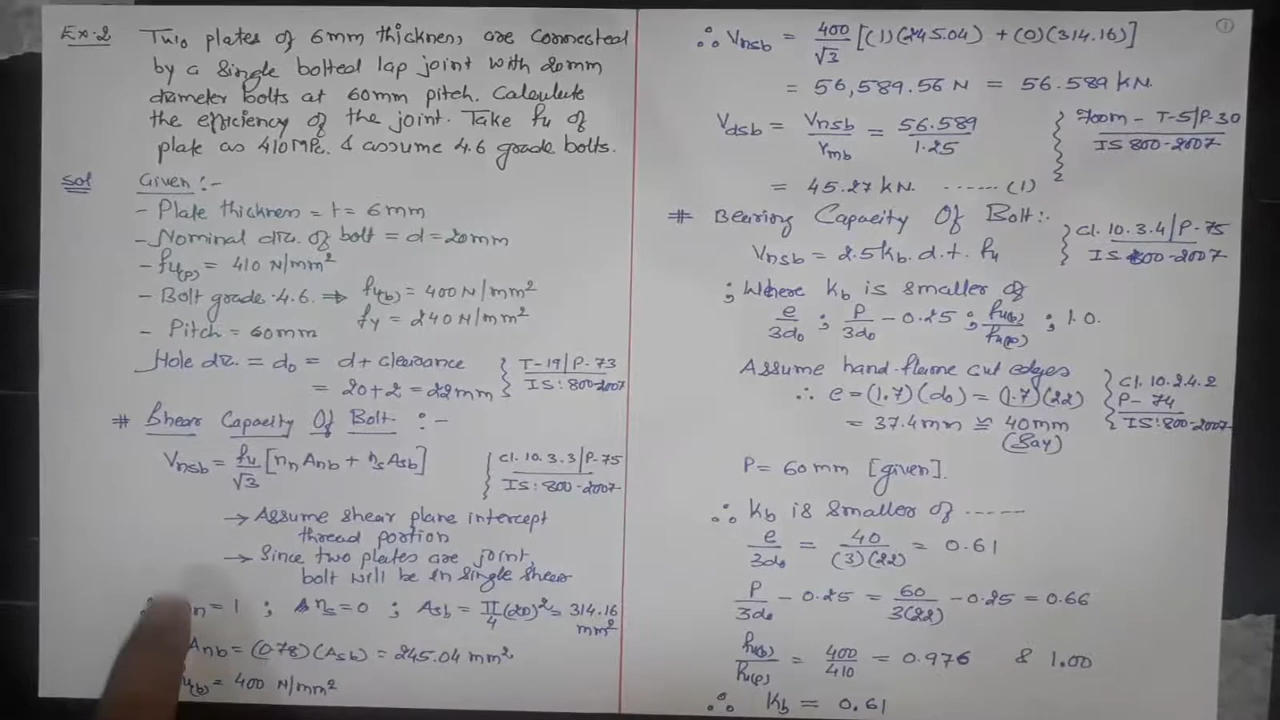 Ex.2 Two plates of 6mm thickness are connected
by a single bolted lap joint with 20mm
diameter bolts at 60mm pitch. Calculate
the efficiency of the joint. Take fu of
plate as 410MPa. & assume 4.6 grade bolts.
Sol Given :-
- Plate thickness = t = 6mm
- Nominal dia. of bolt = d = 20mm
- fu(p) = 410 N/mm²
- Bolt grade 4.6 ⇒ fu(b) = 400 N/mm²
fy = 240 N/mm²
- Pitch = 60mm
Hole dia. = d₀ = d + clearance
= 20+2 = 22mm
T-19/P-73
IS:800-2007
# Shear Capacity Of Bolt :-
Vnsb = fu/√3 [nn Anb + ns Asb]
Cl. 10.3.3/P-75
IS:800-2007
→ Assume shear plane intercept
thread portion
→ Since two plates are joint,
bolt will be in single shear
n = 1 ; ns = 0 ; Asb = π/4 (20)² = 314.16
mm²
Anb = (0.78)(Asb) = 245.04 mm²
(b) = 400 N/mm²
①
∴ Vnsb = 400/√3 [(1)(245.04) + (0)(314.16)]
= 56,589.56 N = 56.589 kN.
Vdsb = Vnsb/γmb = 56.589/1.25
from - T-5/P-30
IS 800-2007
= 45.27 kN. ------ (1)
# Bearing Capacity Of Bolt:-
Vnsb = 2.5kb. d. t. fu
Cl. 10.3.4/P-75
IS 800-2007
; Where kb is smaller of
e/3d₀ ; P/3d₀ - 0.25 ; fu(b)/fu(p) ; 1.0.
Assume hand-flame cut edges
∴ e = (1.7)(d₀) = (1.7)(22)
= 37.4mm ≅ 40mm
(Say)
Cl. 10.2.4.2
P-74
IS:800-2007
P = 60mm [given].
∴ kb is smaller of -----
e/3d₀ = 40/(3)(22) = 0.61
P/3d₀ - 0.25 = 60/3(22) - 0.25 = 0.66
fu(b)/fu(p) = 400/410 = 0.976 & 1.00
∴ Kb = 0.61